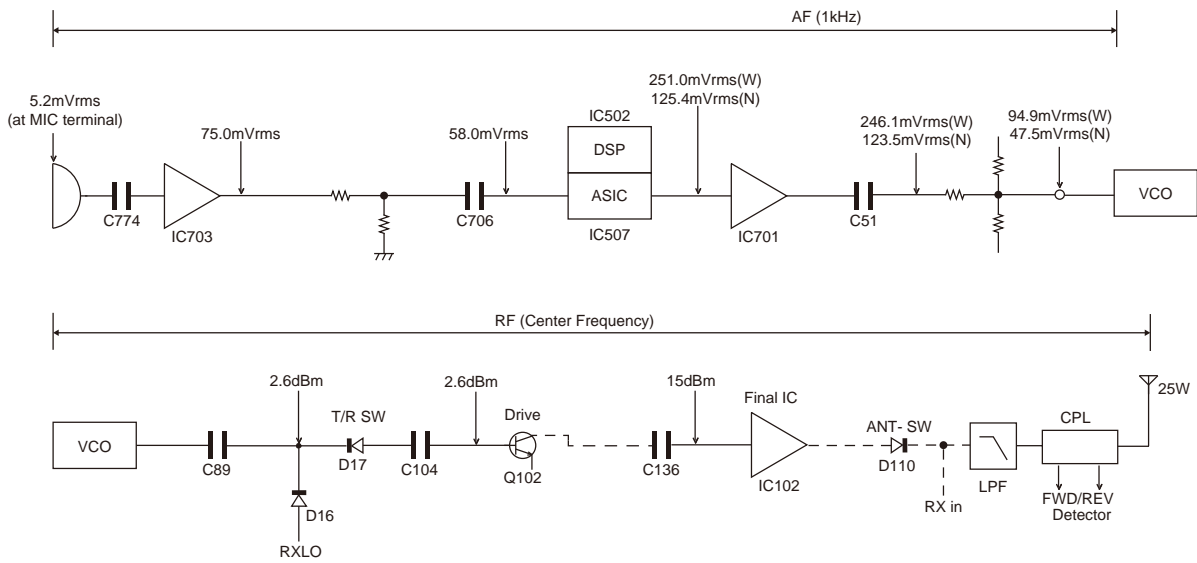 AF (1kHz)
5.2mVrms
(at MIC terminal)
75.0mVrms
58.0mVrms
251.0mVrms(W)
125.4mVrms(N)
246.1mVrms(W)
123.5mVrms(N)
94.9mVrms(W)
47.5mVrms(N)
IC502
DSP
ASIC
IC507
VCO
C774
IC703
C706
IC701
C51
RF (Center Frequency)
2.6dBm
2.6dBm
15dBm
25W
T/R SW
Drive
Final IC
ANT- SW
CPL
VCO
C89
D17
C104
Q102
C136
IC102
D110
LPF
FWD/REV
Detector
RX in
D16
RXLO